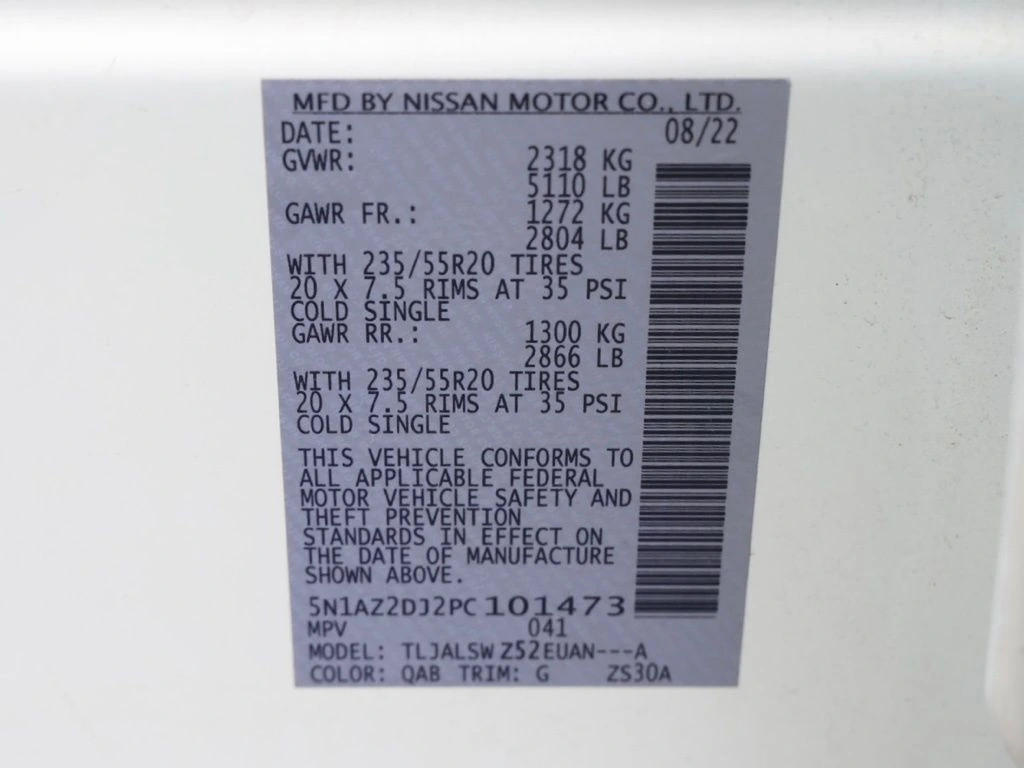 MFD BY NISSAN MOTOR CO., LTD.
DATE: 08/22
GVWR: 2318 KG
5110 LB
GAWR FR.: 1272 KG
2804 LB
WITH 235/55R20 TIRES
20 X 7.5 RIMS AT 35 PSI
COLD SINGLE
GAWR RR.: 1300 KG
2866 LB
WITH 235/55R20 TIRES
20 X 7.5 RIMS AT 35 PSI
COLD SINGLE
THIS VEHICLE CONFORMS TO
ALL APPLICABLE FEDERAL
MOTOR VEHICLE SAFETY AND
THEFT PREVENTION
STANDARDS IN EFFECT ON
THE DATE OF MANUFACTURE
SHOWN ABOVE.
5N1AZ2DJ2PC101473
MPV 041
MODEL: TLJALSW Z52EUAN---A
COLOR: QAB TRIM: G ZS30A